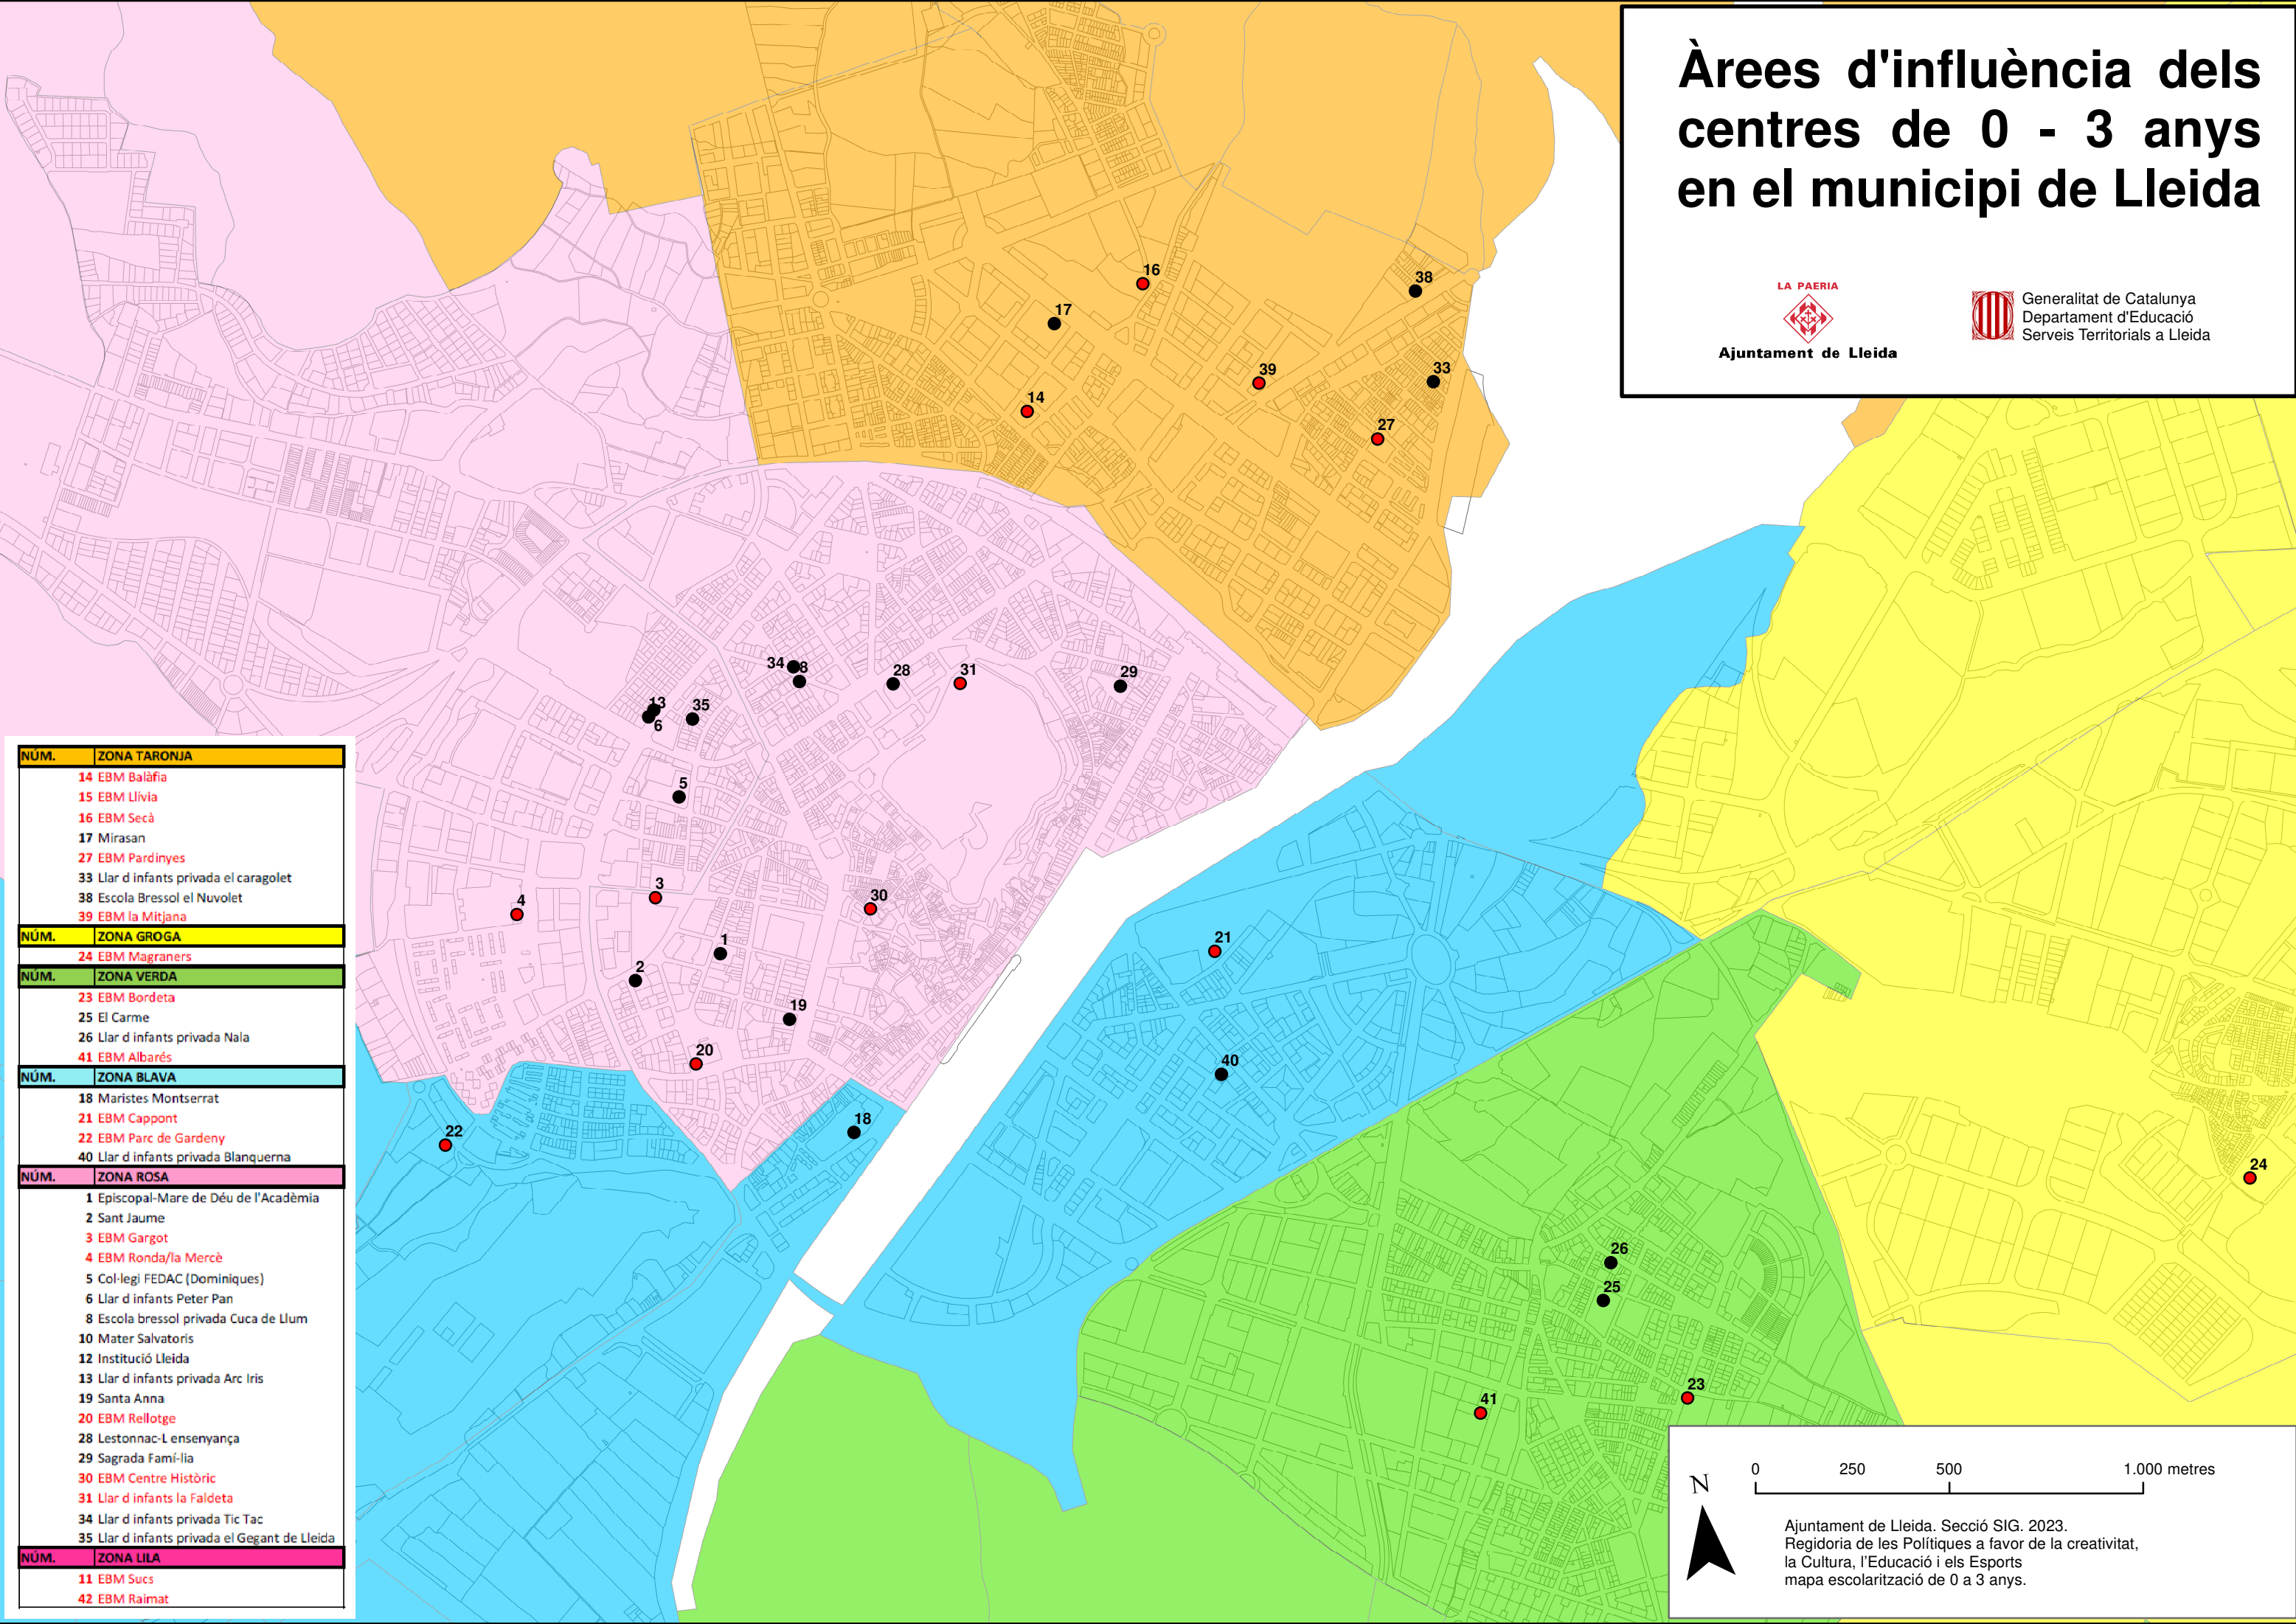 Àrees d'influència dels
centres de 0 - 3 anys
en el municipi de Lleida
LA PAERIA
Ajuntament de Lleida
Generalitat de Catalunya
Departament d'Educació
Serveis Territorials a Lleida
16
38
17
39
33
14
27
34
8
28
31
29
13
6
35
5
3
4
30
1
2
19
20
21
40
18
22
24
26
25
23
41
NÚM. ZONA TARONJA
14 EBM Balàfia
15 EBM Llívia
16 EBM Secà
17 Mirasan
27 EBM Pardinyes
33 Llar d infants privada el caragolet
38 Escola Bressol el Nuvolet
39 EBM la Mitjana
NÚM. ZONA GROGA
24 EBM Magraners
NÚM. ZONA VERDA
23 EBM Bordeta
25 El Carme
26 Llar d infants privada Nala
41 EBM Albarés
NÚM. ZONA BLAVA
18 Maristes Montserrat
21 EBM Cappont
22 EBM Parc de Gardeny
40 Llar d infants privada Blanquerna
NÚM. ZONA ROSA
1 Episcopal-Mare de Déu de l'Acadèmia
2 Sant Jaume
3 EBM Gargot
4 EBM Ronda/la Mercè
5 Col·legi FEDAC (Dominiques)
6 Llar d infants Peter Pan
8 Escola bressol privada Cuca de Llum
10 Mater Salvatoris
12 Institució Lleida
13 Llar d infants privada Arc Iris
19 Santa Anna
20 EBM Rellotge
28 Lestonnac-L ensenyança
29 Sagrada Famí-lia
30 EBM Centre Històric
31 Llar d infants la Faldeta
34 Llar d infants privada Tic Tac
35 Llar d infants privada el Gegant de Lleida
NÚM. ZONA LILA
11 EBM Sucs
42 EBM Raimat
N
0 250 500 1.000 metres
Ajuntament de Lleida. Secció SIG. 2023.
Regidoria de les Polítiques a favor de la creativitat,
la Cultura, l'Educació i els Esports
mapa escolarització de 0 a 3 anys.